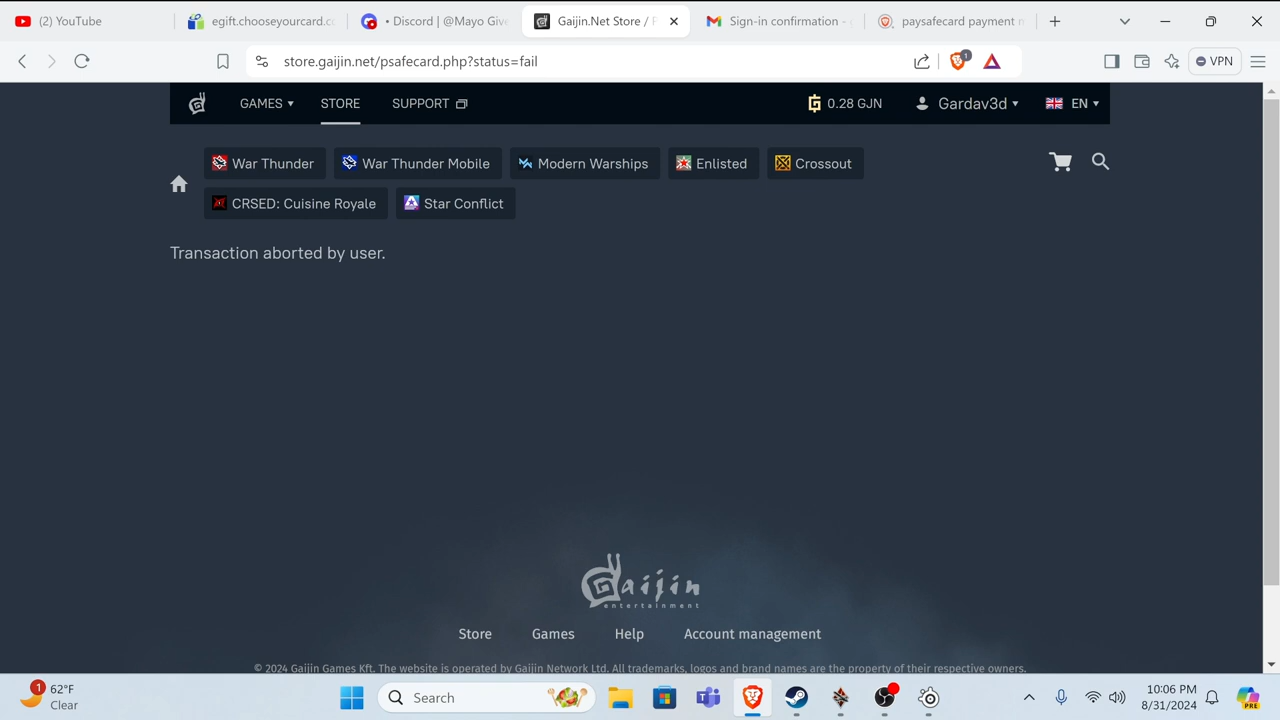 (2) YouTube
egift.chooseyourcard.c
• Discord | @Mayo Give
Gaijin.Net Store / P
Sign-in confirmation -
paysafecard payment m
store.gaijin.net/psafecard.php?status=fail
1
VPN
GAMES
STORE
SUPPORT
0.28 GJN
Gardav3d
EN
War Thunder
War Thunder Mobile
Modern Warships
Enlisted
Crossout
CRSED: Cuisine Royale
Star Conflict
Transaction aborted by user.
Gaijin
entertainment
Store
Games
Help
Account management
© 2024 Gaijin Games Kft. The website is operated by Gaijin Network Ltd. All trademarks, logos and brand names are the property of their respective owners.
1
62°F
Clear
Search
10:06 PM
8/31/2024
PRE